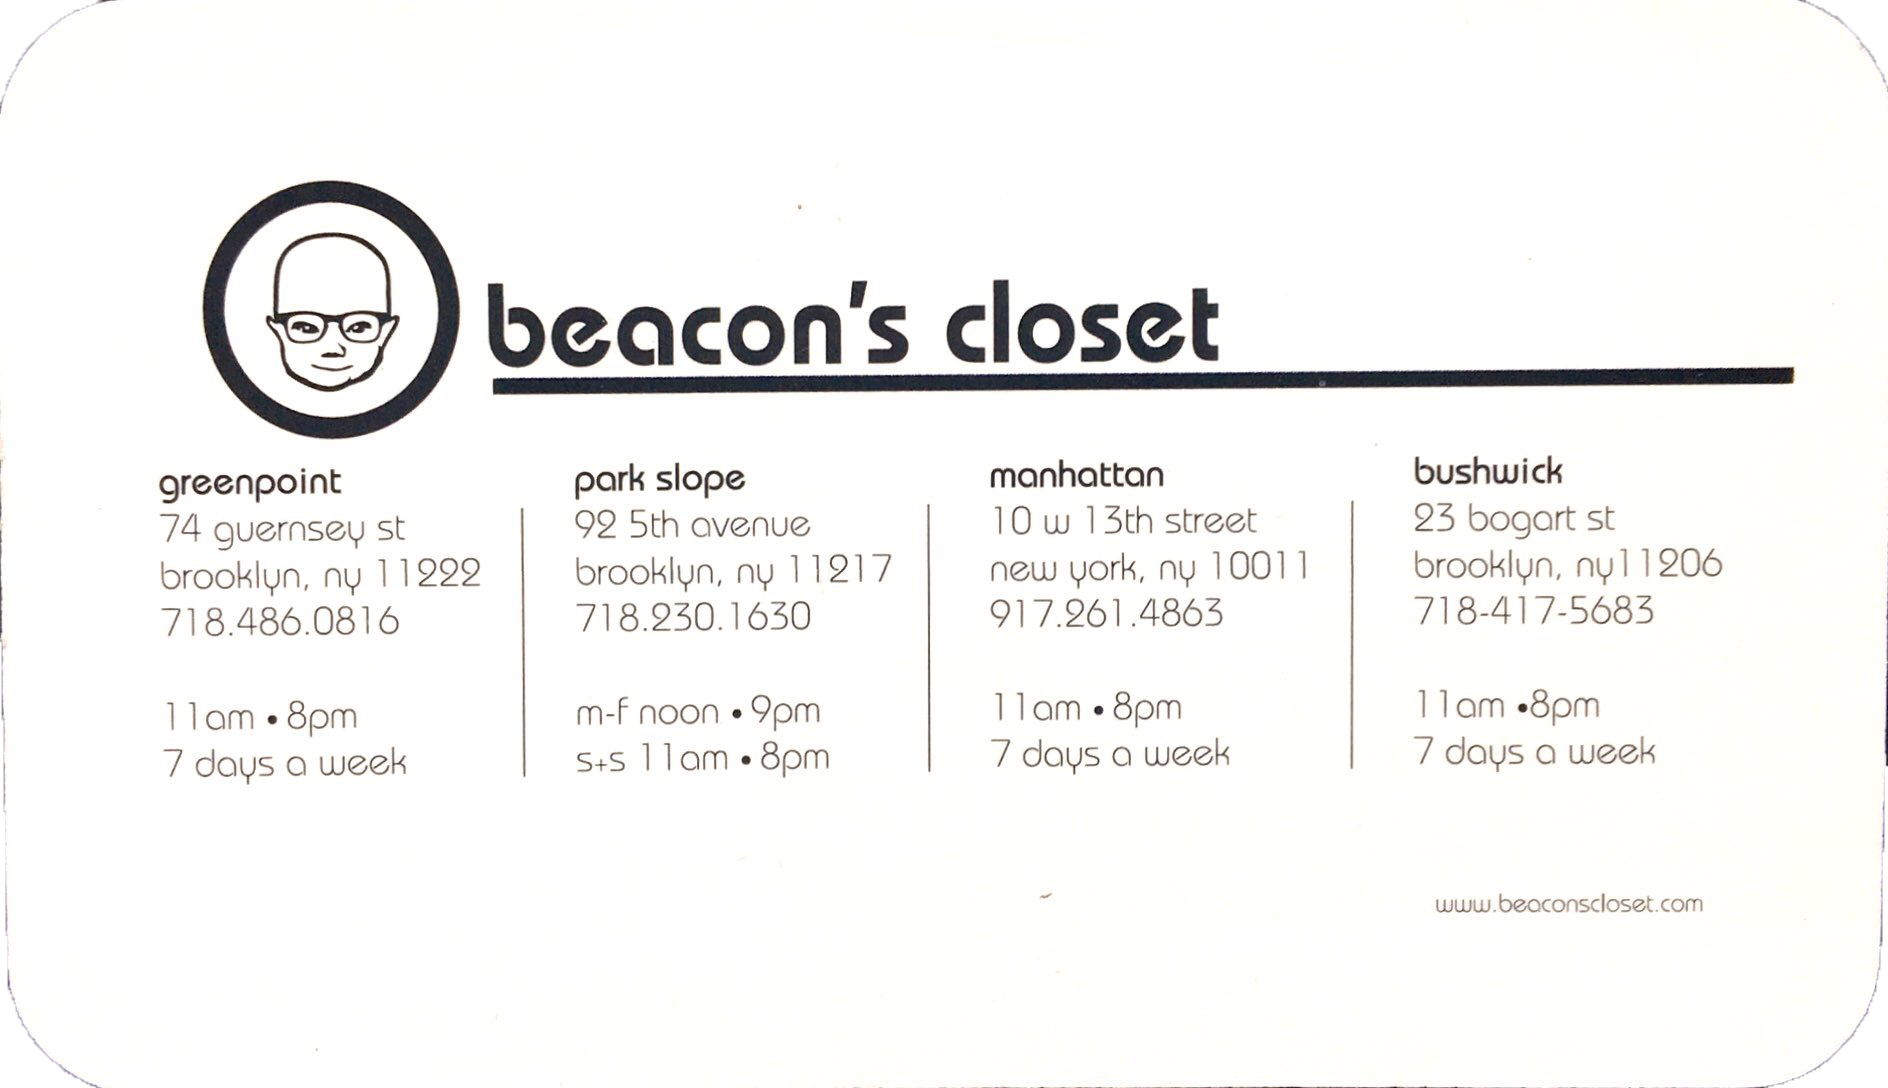 beacon's closet
greenpoint
74 guernsey st
brooklyn, ny 11222
718.486.0816
11am • 8pm
7 days a week
park slope
92 5th avenue
brooklyn, ny 11217
718.230.1630
m-f noon • 9pm
s+s 11am • 8pm
manhattan
10 w 13th street
new york, ny 10011
917.261.4863
11am • 8pm
7 days a week
bushwick
23 bogart st
brooklyn, ny11206
718-417-5683
11am •8pm
7 days a week
www.beaconscloset.com